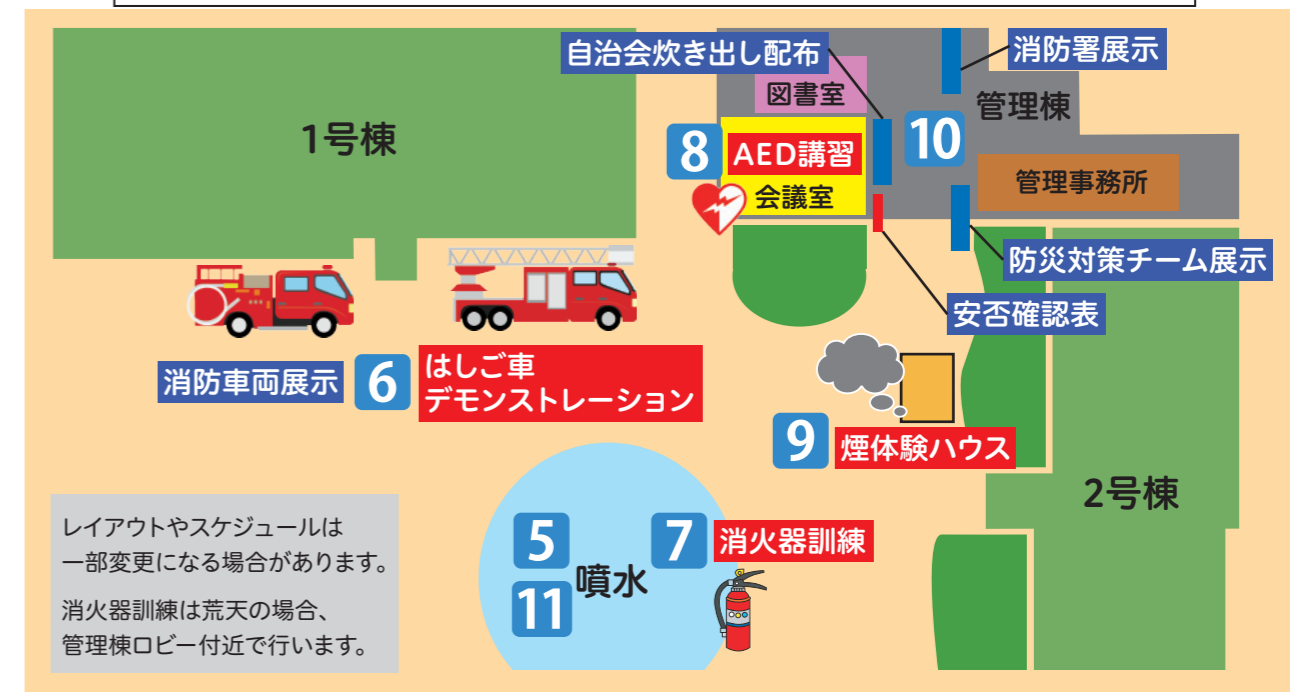 自治会炊き出し配布
消防署展示
図書室
管理棟
1号棟
8
AED講習
10
会議室
管理事務所
防災対策チーム展示
安否確認表
消防車両展示
6
はしご車
デモンストレーション
9
煙体験ハウス
2号棟
5
7
消火器訓練
噴水
11
レイアウトやスケジュールは
一部変更になる場合があります。
消火器訓練は荒天の場合、
管理棟ロビー付近で行います。